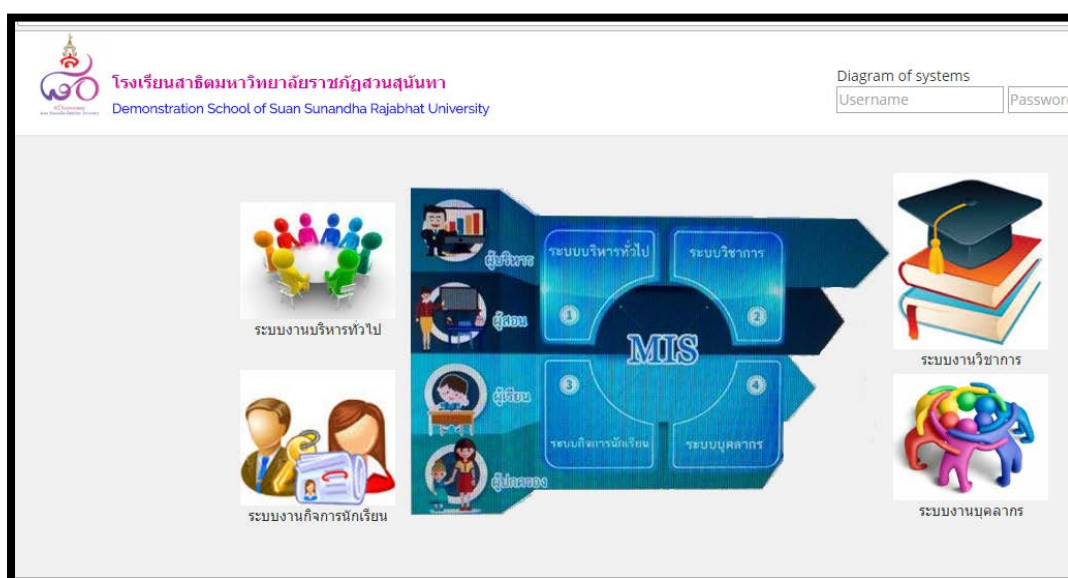 โรงเรียนสาธิตมหาวิทยาลัยราชภัฏสวนสุนันทา
Demonstration School of Suan Sunandha Rajabhat University
Diagram of systems
Username
Password
ระบบงานบริหารทั่วไป
ระบบงานกิจการนักเรียน
ผู้บริหาร
ผู้สอน
ผู้เรียน
ผู้ปกครอง
ระบบบริหารทั่วไป
ระบบวิชาการ
1
2
MIS
3
4
ระบบกิจการนักเรียน
ระบบบุคลากร
ระบบงานวิชาการ
ระบบงานบุคลากร